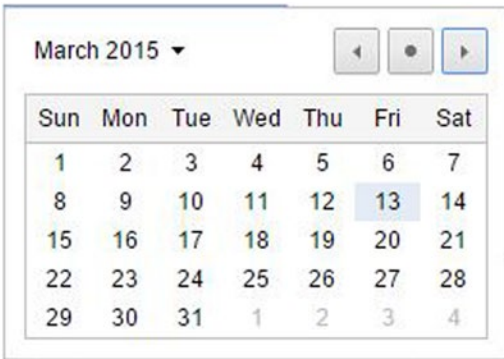 March 2015
Sun Mon Tue Wed Thu Fri Sat
1 2 3 4 5 6 7
8 9 10 11 12 13 14
15 16 17 18 19 20 21
22 23 24 25 26 27 28
29 30 31 1 2 3 4